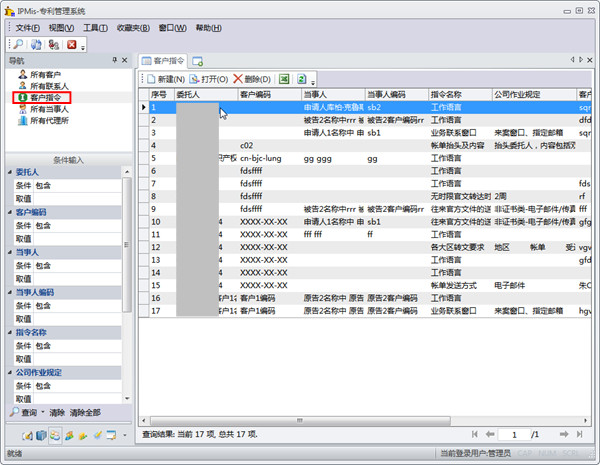 IPMis-专利管理系统
文件(F) 视图(V) 工具(T) 收藏夹(B) 窗口(W) 帮助(H)
导航
所有客户
所有联系人
客户指令
所有当事人
所有代理所
条件输入
委托人
条件 包含
取值
客户编码
条件 包含
取值
当事人
条件 包含
取值
当事人编码
条件 包含
取值
指令名称
条件 包含
取值
公司作业规定
条件 包含
取值
查询 清除 清除全部
客户指令
新建(N) 打开(O) 删除(D)
序号 委托人 客户编码 当事人 当事人编码 指令名称 公司作业规定 客户
1 申请人库柏-克鲁斯 sb2 工作语言 sqr
2 被告2名称中rrr 被 被告2客户编码rr 工作语言 dfd
3 申请人1名称中 申 sb1 业务联系窗口 来案窗口、指定邮箱 sqr
4 c02 帐单抬头及内容 抬头委托人，内容包括
5 识产权 cn-bjc-lung gg ggg gg 工作语言
6 fdsffff 工作语言
7 fdsffff 工作语言
8 fdsffff 无时限官文转达时 2周 rf
9 fdsffff 被告2名称中rrr 被 被告2客户编码rr 往来官方文件的送 非证书类-电子邮件/传真 fff
10 4 XXXX-XX-XX 申请人1名称中 申 sb1 往来官方文件的送 非证书类-电子邮件/传真 gfg
11 4 XXXX-XX-XX fff fff ff 工作语言
12 4 XXXX-XX-XX 各大区转文要求 地区 帐单 vgv
13 4 XXXX-XX-XX 工作语言 gfd
14 4 XXXX-XX-XX 工作语言
15 4 XXXX-XX-XX 帐单发送方式 电子邮件 朱C
16 客户12 客户1编码 原告2名称中 原告 原告2客户编码 工作语言
17 客户12 客户1编码 原告2名称中 原告 原告2客户编码 业务联系窗口 来案窗口、指定邮箱 hgv
查询结果: 当前 17 项, 总共 17 项.
1 /1
就绪
当前登录用户:管理员 CAP NUM SCRL